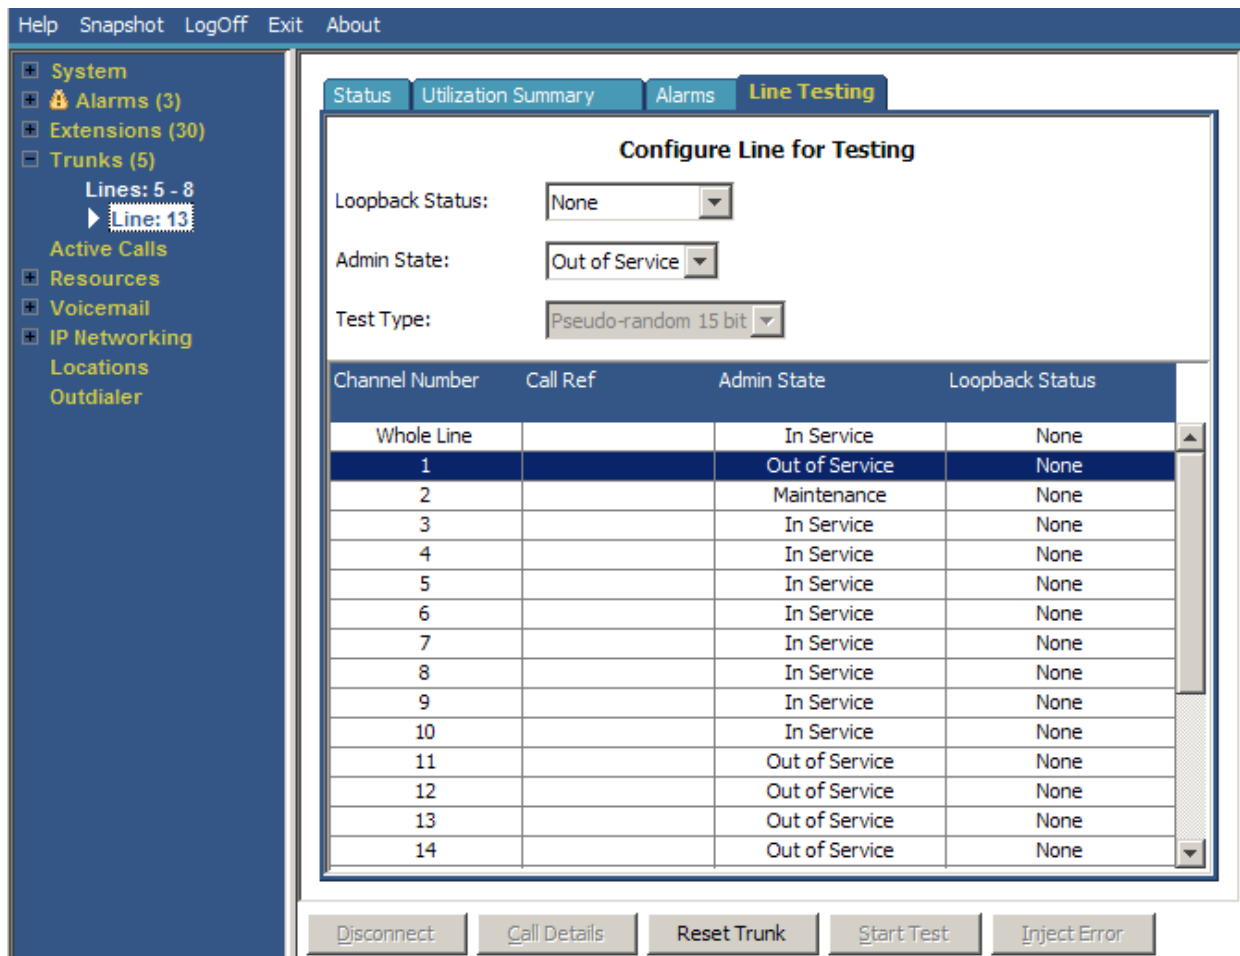 Help Snapshot LogOff Exit About
System
Alarms (3)
Extensions (30)
Trunks (5)
Lines: 5 - 8
Line: 13
Active Calls
Resources
Voicemail
IP Networking
Locations
Outdialer
Status Utilization Summary Alarms Line Testing
Configure Line for Testing
Loopback Status: None
Admin State: Out of Service
Test Type: Pseudo-random 15 bit
Channel Number Call Ref Admin State Loopback Status
Whole Line In Service None
1 Out of Service None
2 Maintenance None
3 In Service None
4 In Service None
5 In Service None
6 In Service None
7 In Service None
8 In Service None
9 In Service None
10 In Service None
11 Out of Service None
12 Out of Service None
13 Out of Service None
14 Out of Service None
Disconnect Call Details Reset Trunk Start Test Inject Error